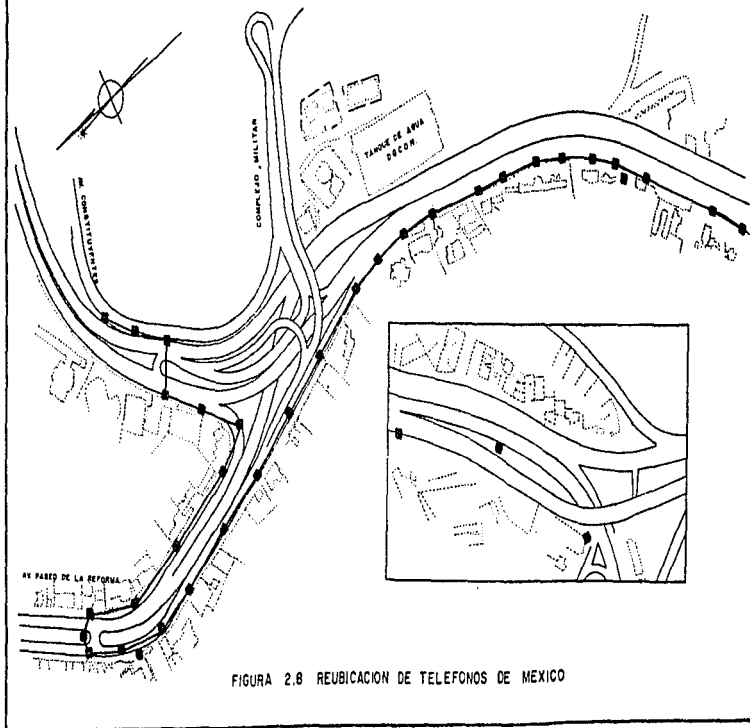 COMPLEJO MILITAR
TANQUE DE AGUA
DGCOH
AV. CONSTITUYENTES
AV. PASEO DE LA REFORMA
FIGURA 2.8 REUBICACION DE TELEFONOS DE MEXICO